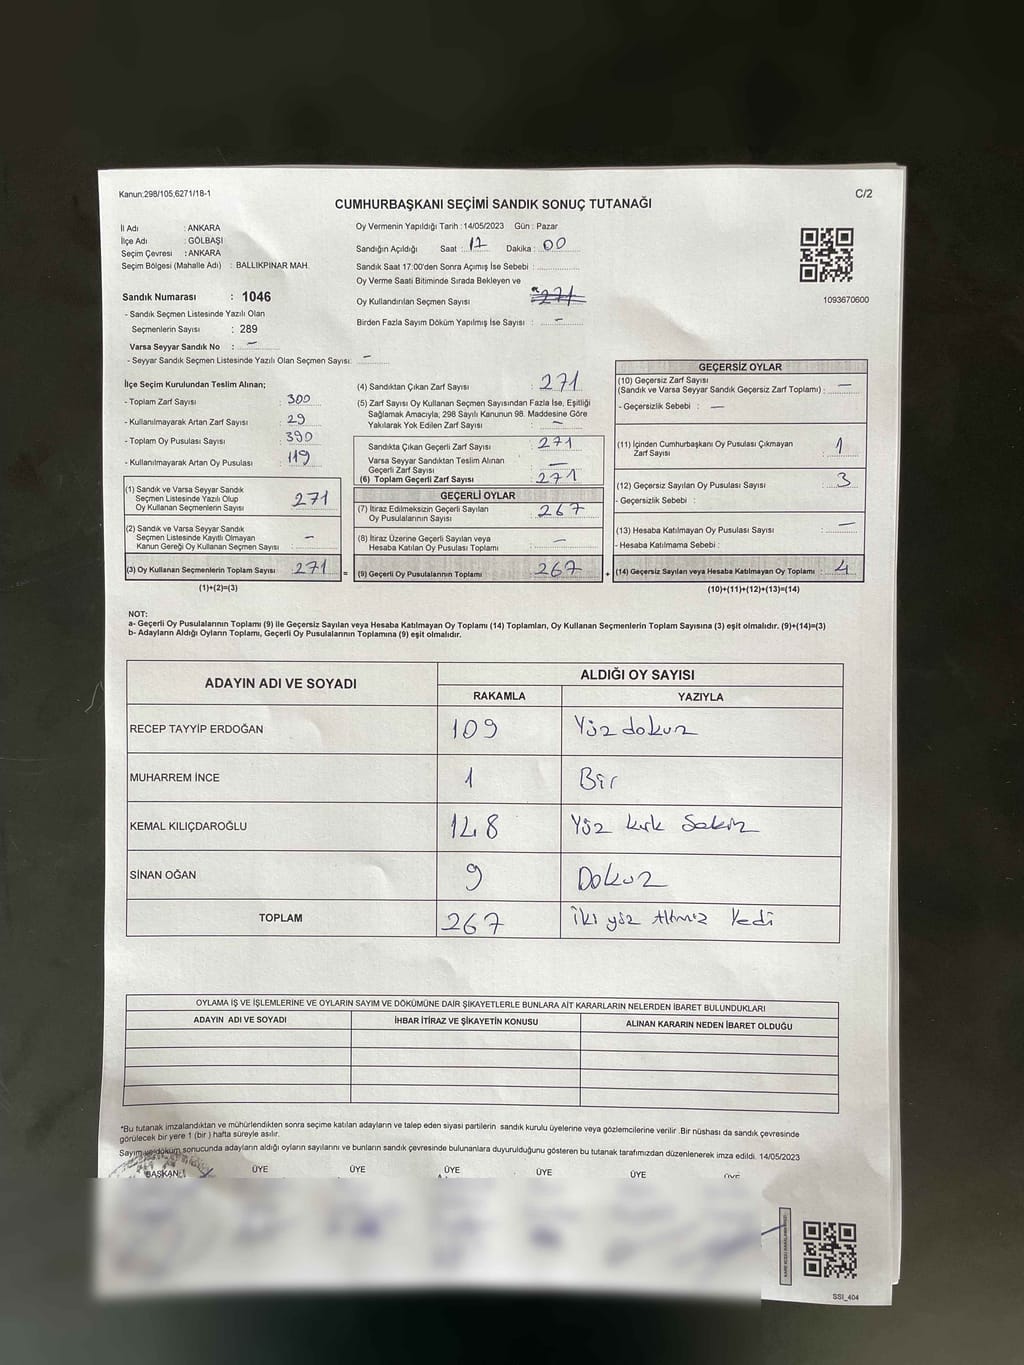 Kanun:298/105,6271/18-1
C/2
CUMHURBAŞKANI SEÇİMİ SANDIK SONUÇ TUTANAĞI
İl Adı : ANKARA
İlçe Adı : GÖLBAŞI
Seçim Çevresi : ANKARA
Seçim Bölgesi (Mahalle Adı) : BALLIKPINAR MAH.
Sandık Numarası : 1046
- Sandık Seçmen Listesinde Yazılı Olan
Seçmenlerin Sayısı : 289
Varsa Seyyar Sandık No : —
- Seyyar Sandık Seçmen Listesinde Yazılı Olan Seçmen Sayısı: —
Oy Vermenin Yapıldığı Tarih : 14/05/2023 Gün : Pazar
Sandığın Açıldığı Saat : 17 Dakika : 00
Sandık Saat 17:00'den Sonra Açımış İse Sebebi :
Oy Verme Saati Bitiminde Sırada Bekleyen ve
Oy Kullandırılan Seçmen Sayısı 271
Birden Fazla Sayım Döküm Yapılmış İse Sayısı : —
1093670600
İlçe Seçim Kurulundan Teslim Alınan;
- Toplam Zarf Sayısı : 300
- Kullanılmayarak Artan Zarf Sayısı : 29
- Toplam Oy Pusulası Sayısı : 390
- Kullanılmayarak Artan Oy Pusulası : 119
(1) Sandık ve Varsa Seyyar Sandık
Seçmen Listesinde Yazılı Olup
Oy Kullanan Seçmenlerin Sayısı : 271
(2) Sandık ve Varsa Seyyar Sandık
Seçmen Listesinde Kayıtlı Olmayan
Kanun Gereği Oy Kullanan Seçmen Sayısı : —
(3) Oy Kullanan Seçmenlerin Toplam Sayısı : 271
(1)+(2)=(3)
(4) Sandıktan Çıkan Zarf Sayısı : 271
(5) Zarf Sayısı Oy Kullanan Seçmen Sayısından Fazla İse, Eşitliği
Sağlamak Amacıyla, 298 Sayılı Kanunun 98. Maddesine Göre
Yakılarak Yok Edilen Zarf Sayısı : —
Sandıkta Çıkan Geçerli Zarf Sayısı : 271
Varsa Seyyar Sandıktan Teslim Alınan
Geçerli Zarf Sayısı : —
(6) Toplam Geçerli Zarf Sayısı : 271
GEÇERLİ OYLAR
(7) İtiraz Edilmeksizin Geçerli Sayılan
Oy Pusulalarının Sayısı : 267
(8) İtiraz Üzerine Geçerli Sayılan veya
Hesaba Katılan Oy Pusulası Toplamı : —
= (9) Geçerli Oy Pusulalarının Toplamı : 267
GEÇERSİZ OYLAR
(10) Geçersiz Zarf Sayısı
(Sandık ve Varsa Seyyar Sandık Geçersiz Zarf Toplamı) : —
- Geçersizlik Sebebi : —
(11) İçinden Cumhurbaşkanı Oy Pusulası Çıkmayan
Zarf Sayısı : 1
(12) Geçersiz Sayılan Oy Pusulası Sayısı : 3
- Geçersizlik Sebebi :
(13) Hesaba Katılmayan Oy Pusulası Sayısı : —
- Hesaba Katılmama Sebebi :
+ (14) Geçersiz Sayılan veya Hesaba Katılmayan Oy Toplamı : 4
(10)+(11)+(12)+(13)=(14)
NOT:
a- Geçerli Oy Pusulalarının Toplamı (9) ile Geçersiz Sayılan veya Hesaba Katılmayan Oy Toplamı (14) Toplamları, Oy Kullanan Seçmenlerin Toplam Sayısına (3) eşit olmalıdır. (9)+(14)=(3)
b- Adayların Aldığı Oyların Toplamı, Geçerli Oy Pusulalarının Toplamına (9) eşit olmalıdır.
ADAYIN ADI VE SOYADI
ALDIĞI OY SAYISI
RAKAMLA YAZIYLA
RECEP TAYYİP ERDOĞAN 109 Yüz dokuz
MUHARREM İNCE 1 Bir
KEMAL KILIÇDAROĞLU 148 Yüz kırk Sekiz
SİNAN OĞAN 9 Dokuz
TOPLAM 267 İki yüz Altmız Yedi
OYLAMA İŞ VE İŞLEMLERİNE VE OYLARIN SAYIM VE DÖKÜMÜNE DAİR ŞİKAYETLERLE BUNLARA AİT KARARLARIN NELERDEN İBARET BULUNDUKLARI
ADAYIN ADI VE SOYADI İHBAR İTİRAZ VE ŞİKAYETİN KONUSU ALINAN KARARIN NEDEN İBARET OLDUĞU
*Bu tutanak imzalandıktan ve mühürlendikten sonra seçime katılan adayların ve talep eden siyasi partilerin sandık kurulu üyelerine veya gözlemcilerine verilir .Bir nüshası da sandık çevresinde
görülecek bir yere 1 (bir ) hafta süreyle asılır.
Sayım ve döküm sonucunda adayların aldığı oyların sayılarını ve bunların sandık çevresinde bulunanlara duyurulduğunu gösteren bu tutanak tarafımızdan düzenlenerek imza edildi. 14/05/2023
BAŞKAN ÜYE ÜYE ÜYE ÜYE ÜYE ÜYE
SSI_404